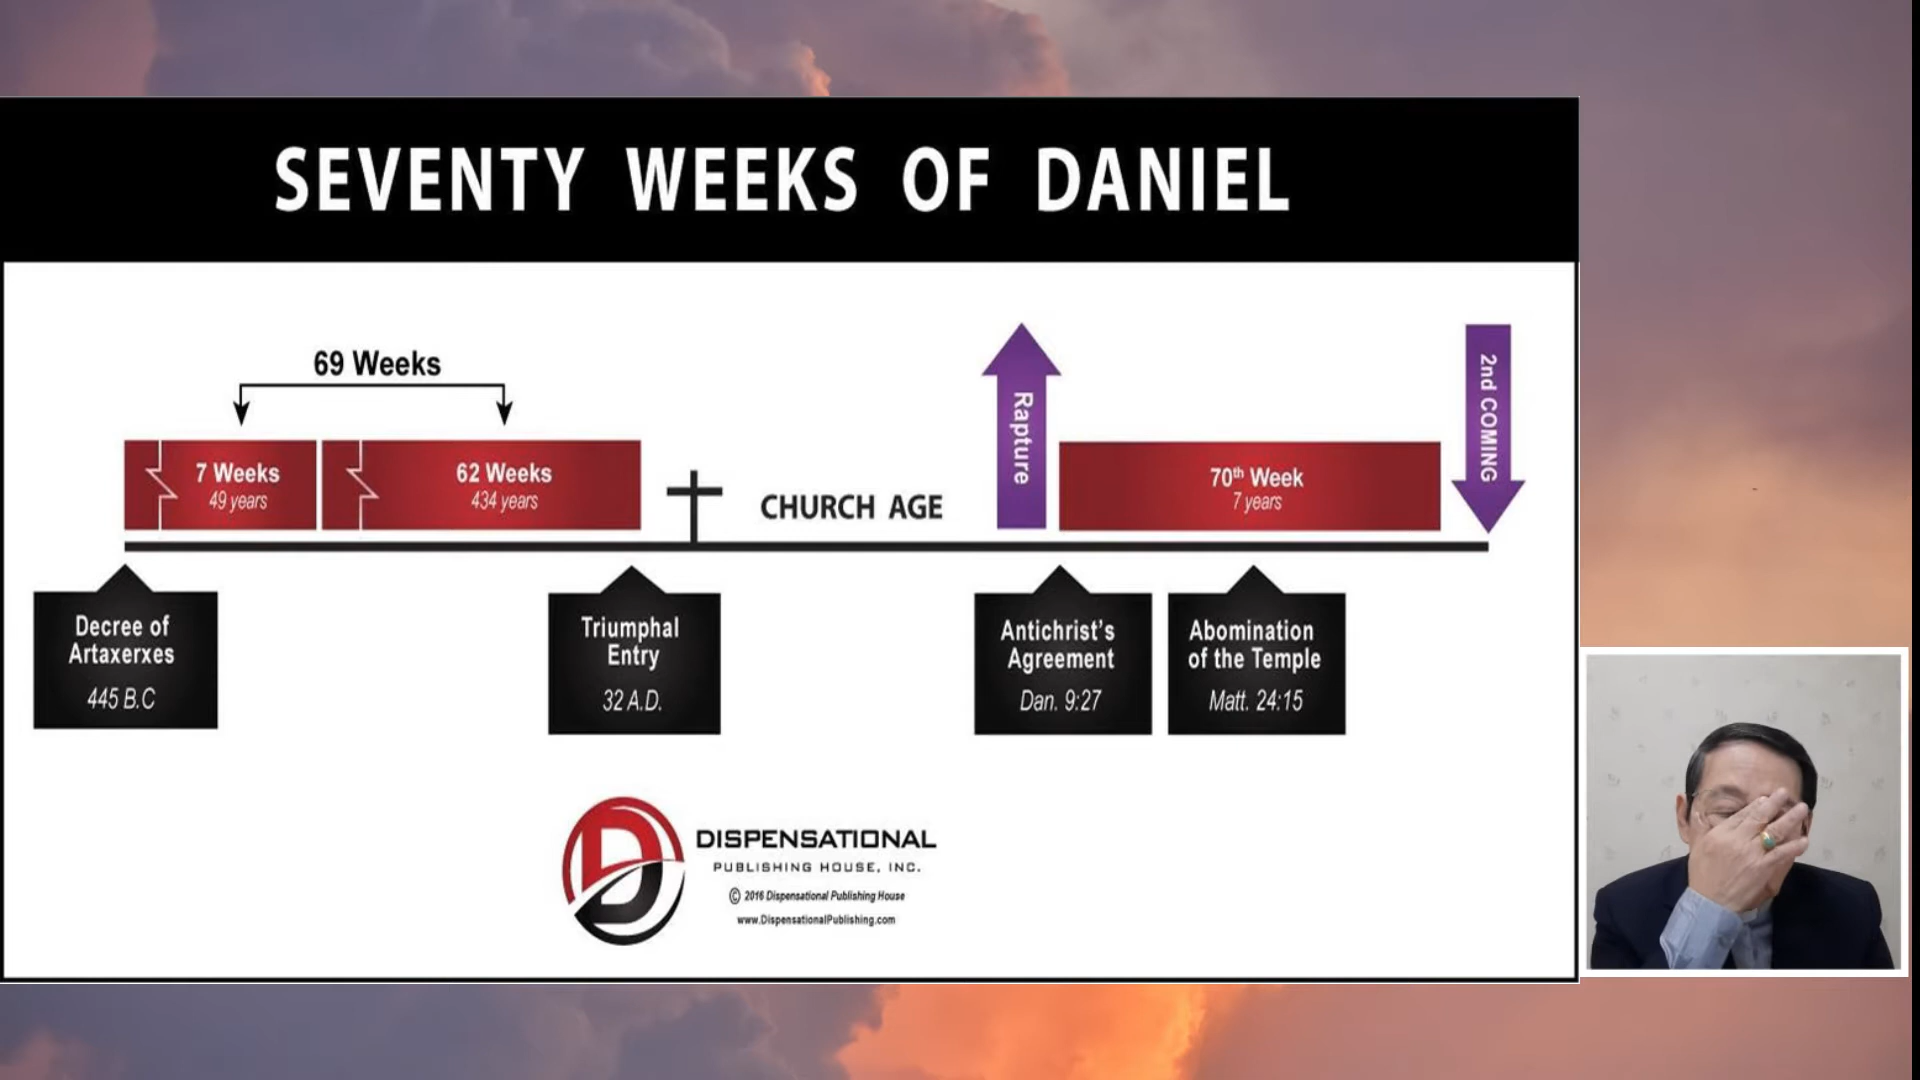 SEVENTY WEEKS OF DANIEL
69 Weeks
7 Weeks
49 years
62 Weeks
434 years
CHURCH AGE
Rapture
70th Week
7 years
2nd COMING
Decree of
Artaxerxes
445 B.C
Triumphal
Entry
32 A.D.
Antichrist's
Agreement
Dan. 9:27
Abomination
of the Temple
Matt. 24:15
DISPENSATIONAL
PUBLISHING HOUSE, INC.
© 2016 Dispensational Publishing House
www.DispensationalPublishing.com